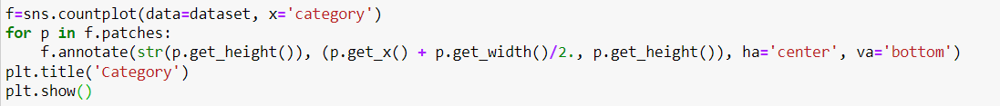 f=sns.countplot(data=dataset, x='category')
for p in f.patches:
    f.annotate(str(p.get_height()), (p.get_x() + p.get_width()/2., p.get_height()), ha='center', va='bottom')
plt.title('Category')
plt.show()